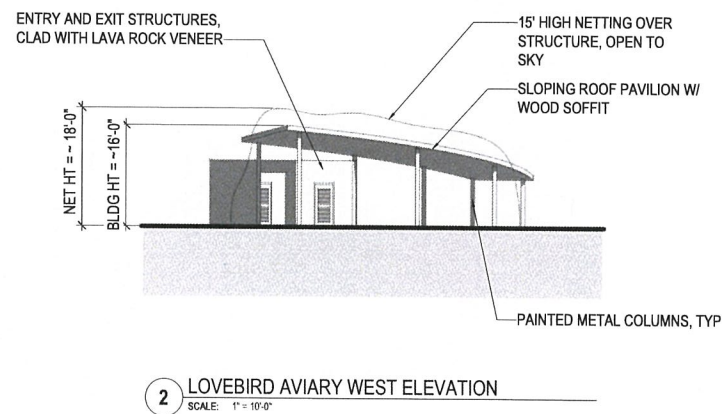 ENTRY AND EXIT STRUCTURES,
CLAD WITH LAVA ROCK VENEER
15' HIGH NETTING OVER
STRUCTURE, OPEN TO
SKY
SLOPING ROOF PAVILION W/
WOOD SOFFIT
NET HT = ~ 18'-0"
BLDG HT = ~16'-0"
PAINTED METAL COLUMNS, TYP
2 LOVEBIRD AVIARY WEST ELEVATION
SCALE: 1" = 10'-0"